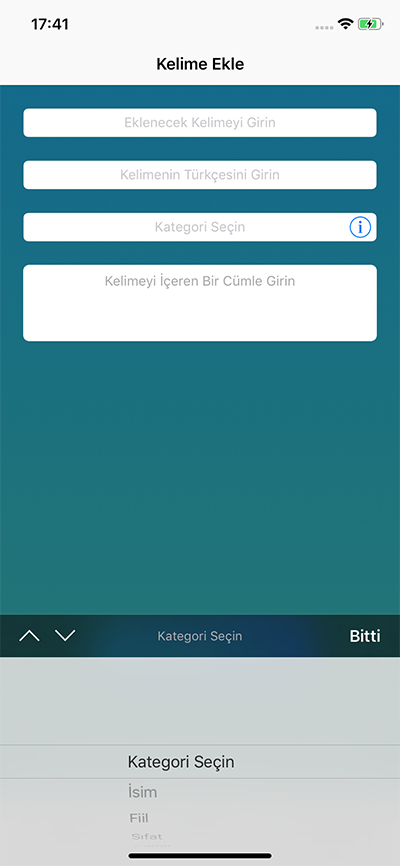 17:41
Kelime Ekle
Eklenecek Kelimeyi Girin
Kelimenin Türkçesini Girin
Kategori Seçin
Kelimeyi İçeren Bir Cümle Girin
Kategori Seçin
Bitti
Kategori Seçin
İsim
Fiil
Sıfat